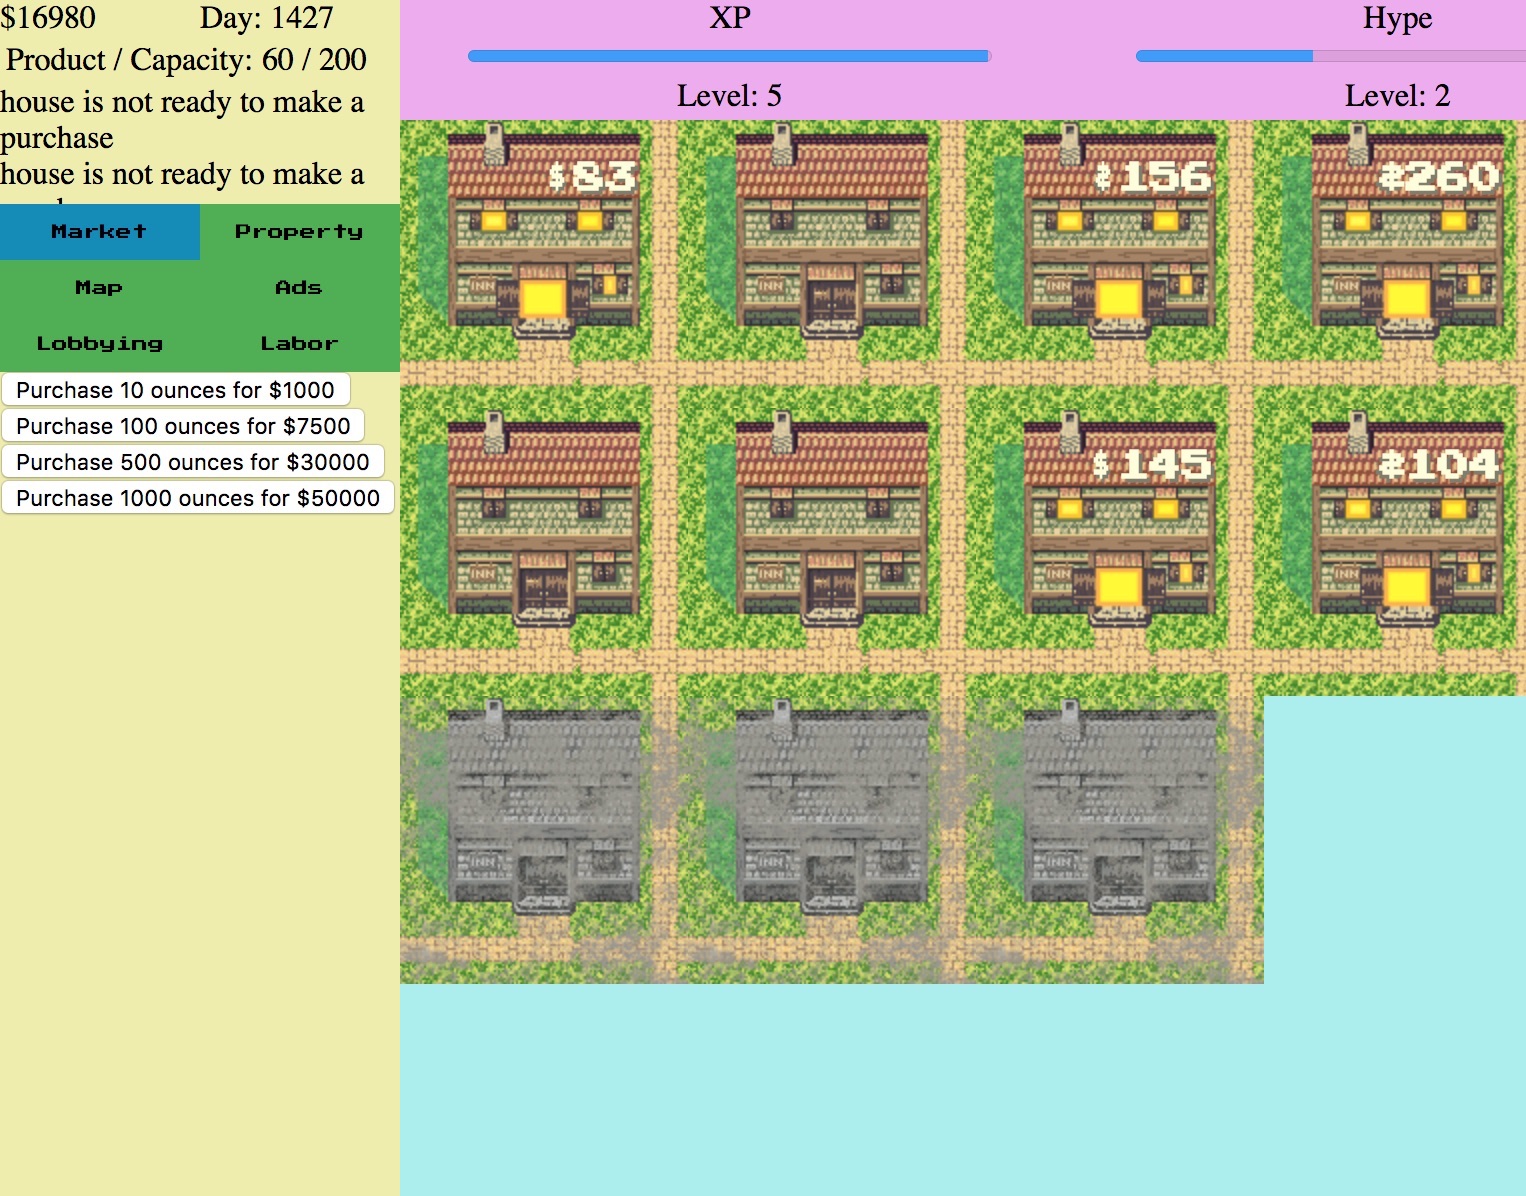 $16980 Day: 1427
Product / Capacity: 60 / 200
house is not ready to make a
purchase
house is not ready to make a
Market Property
Map Ads
Lobbying Labor
Purchase 10 ounces for $1000
Purchase 100 ounces for $7500
Purchase 500 ounces for $30000
Purchase 1000 ounces for $50000
XP Hype
Level: 5 Level: 2
$83 156 260
INN INN INN INN
$145 104
INN INN INN INN
INN INN INN